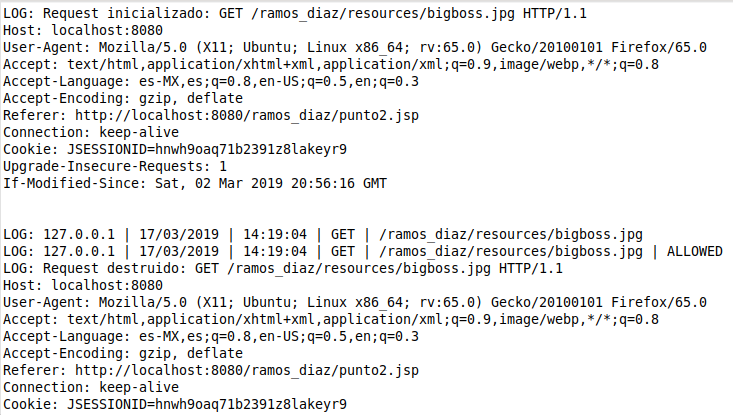 LOG: Request inicializado: GET /ramos_diaz/resources/bigboss.jpg HTTP/1.1
Host: localhost:8080
User-Agent: Mozilla/5.0 (X11; Ubuntu; Linux x86_64; rv:65.0) Gecko/20100101 Firefox/65.0
Accept: text/html,application/xhtml+xml,application/xml;q=0.9,image/webp,*/*;q=0.8
Accept-Language: es-MX,es;q=0.8,en-US;q=0.5,en;q=0.3
Accept-Encoding: gzip, deflate
Referer: http://localhost:8080/ramos_diaz/punto2.jsp
Connection: keep-alive
Cookie: JSESSIONID=hnwh9oaq71b2391z8lakeyr9
Upgrade-Insecure-Requests: 1
If-Modified-Since: Sat, 02 Mar 2019 20:56:16 GMT
LOG: 127.0.0.1 | 17/03/2019 | 14:19:04 | GET | /ramos_diaz/resources/bigboss.jpg
LOG: 127.0.0.1 | 17/03/2019 | 14:19:04 | GET | /ramos_diaz/resources/bigboss.jpg | ALLOWED
LOG: Request destruido: GET /ramos_diaz/resources/bigboss.jpg HTTP/1.1
Host: localhost:8080
User-Agent: Mozilla/5.0 (X11; Ubuntu; Linux x86_64; rv:65.0) Gecko/20100101 Firefox/65.0
Accept: text/html,application/xhtml+xml,application/xml;q=0.9,image/webp,*/*;q=0.8
Accept-Language: es-MX,es;q=0.8,en-US;q=0.5,en;q=0.3
Accept-Encoding: gzip, deflate
Referer: http://localhost:8080/ramos_diaz/punto2.jsp
Connection: keep-alive
Cookie: JSESSIONID=hnwh9oaq71b2391z8lakeyr9